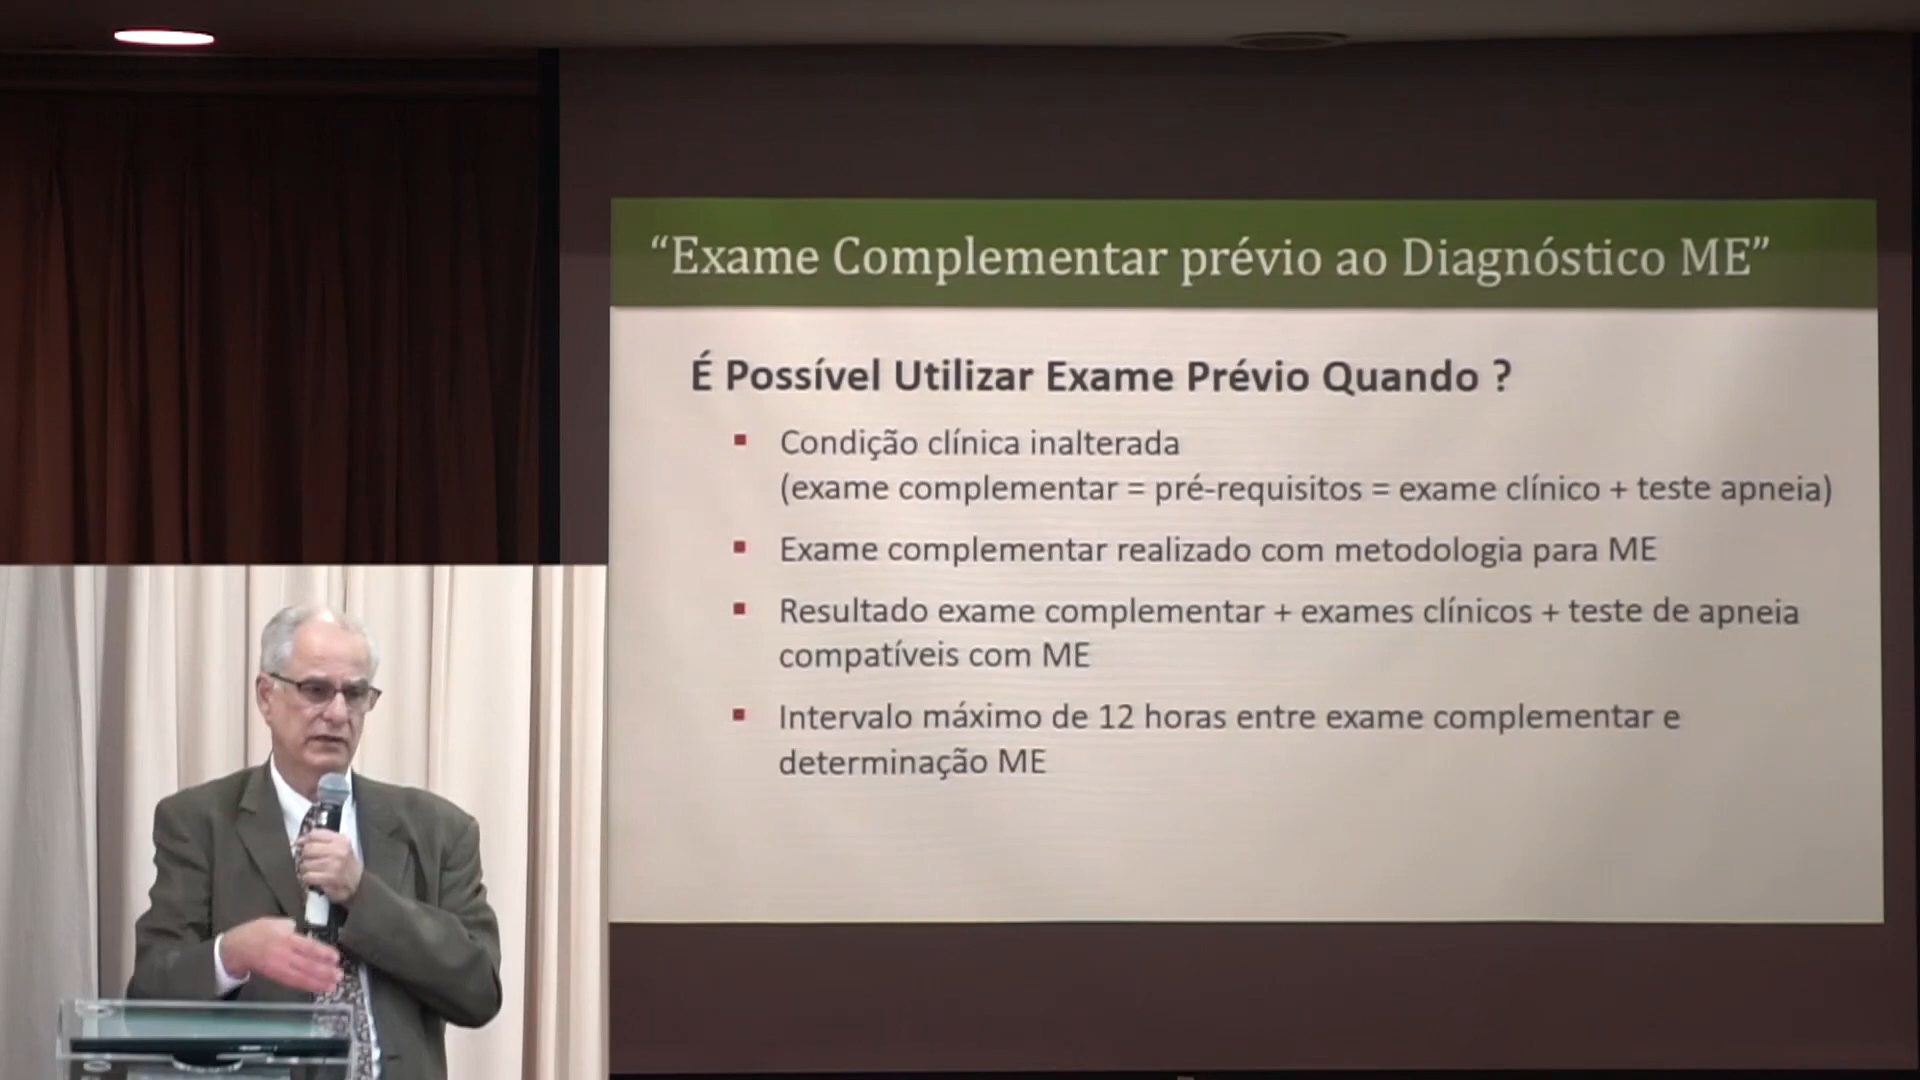 “Exame Complementar prévio ao Diagnóstico ME”
É Possível Utilizar Exame Prévio Quando ?
Condição clínica inalterada
(exame complementar = pré-requisitos = exame clínico + teste apneia)
Exame complementar realizado com metodologia para ME
Resultado exame complementar + exames clínicos + teste de apneia
compatíveis com ME
Intervalo máximo de 12 horas entre exame complementar e
determinação ME